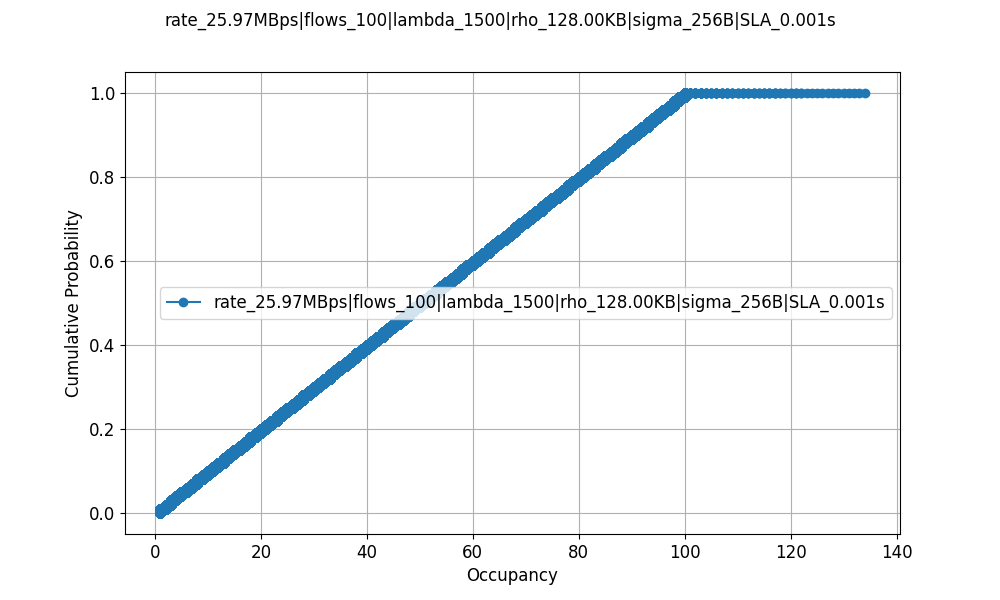 rate_25.97MBps|flows_100|lambda_1500|rho_128.00KB|sigma_256B|SLA_0.001s
1.0
0.8
0.6
0.4
0.2
0.0
Cumulative Probability
rate_25.97MBps|flows_100|lambda_1500|rho_128.00KB|sigma_256B|SLA_0.001s
0 20 40 60 80 100 120 140
Occupancy